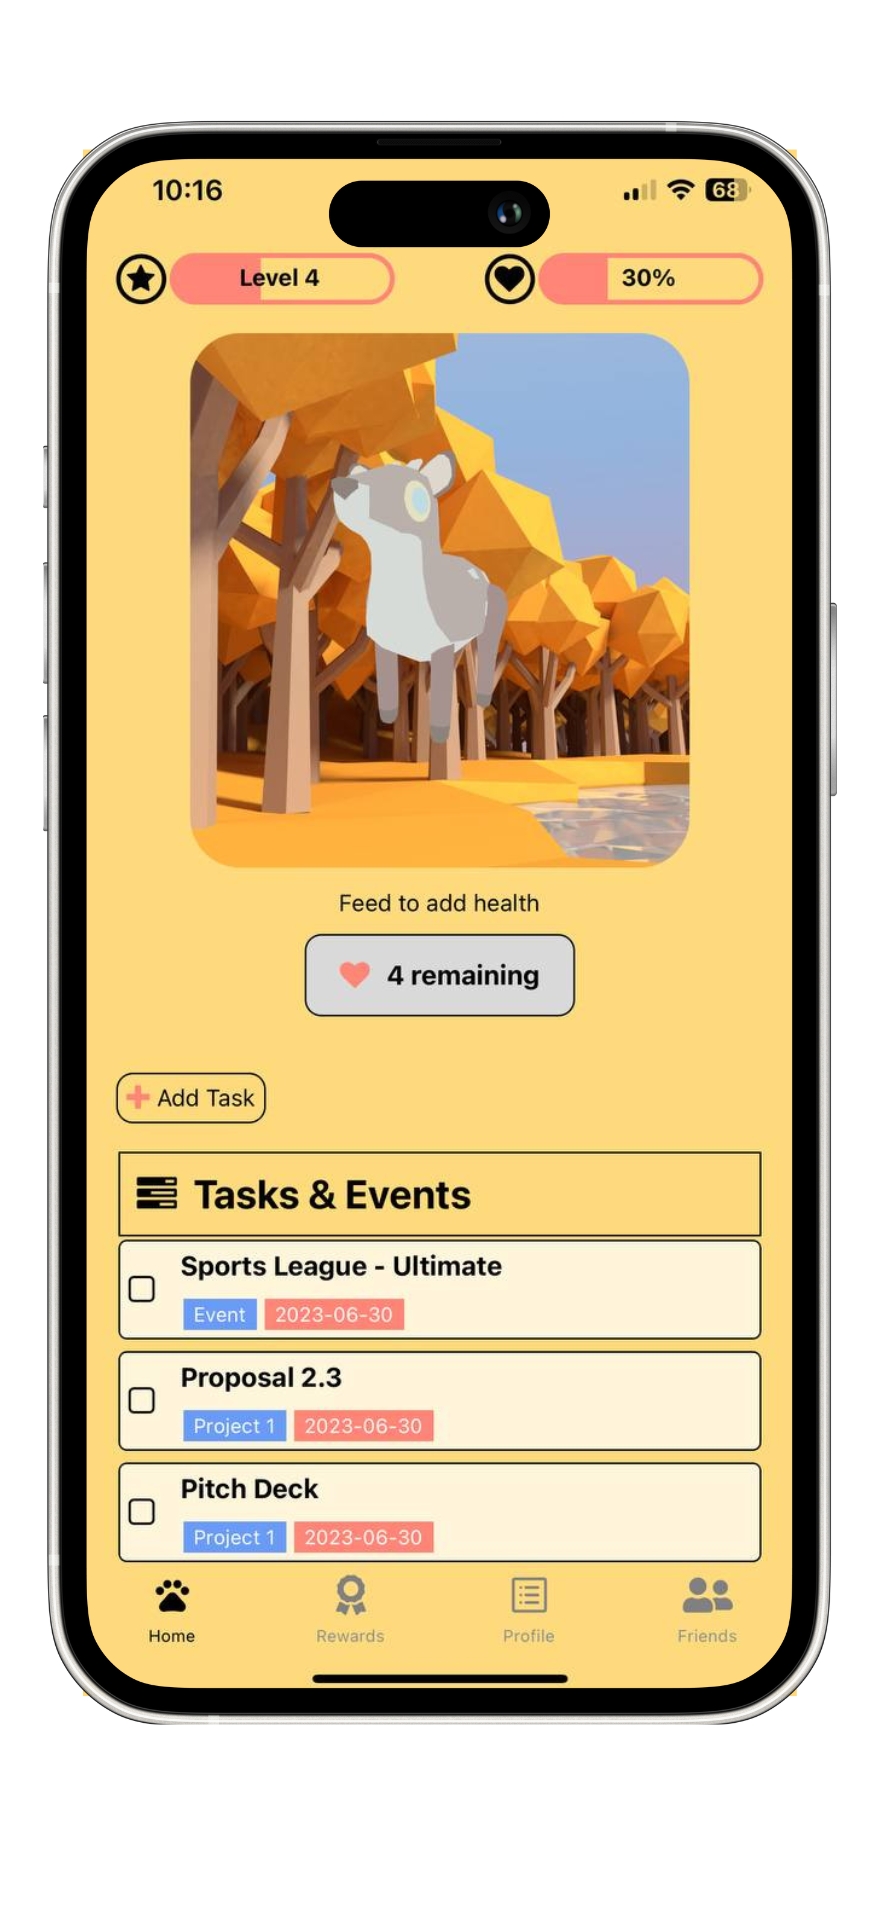 10:16
68
Level 4
30%
Feed to add health
4 remaining
Add Task
Tasks & Events
Sports League - Ultimate
Event 2023-06-30
Proposal 2.3
Project 1 2023-06-30
Pitch Deck
Project 1 2023-06-30
Home Rewards Profile Friends